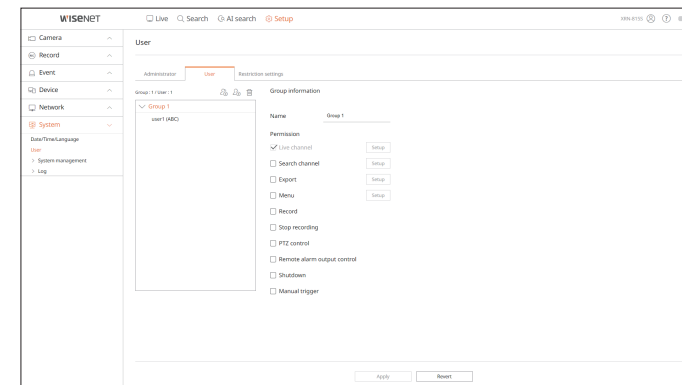 WISENET
Live Search AI search Setup
VRN-813S
Camera
Record
Event
Device
Network
System
Date/Time/Language
User
System management
Log
User
Administrator User Restriction settings
Group : 1 / User : 1
Group 1
user1 (ABC)
Group information
Name Group 1
Permission
Live channel Setup
Search channel Setup
Export Setup
Menu Setup
Record
Stop recording
PTZ control
Remote alarm output control
Shutdown
Manual trigger
Apply Revert